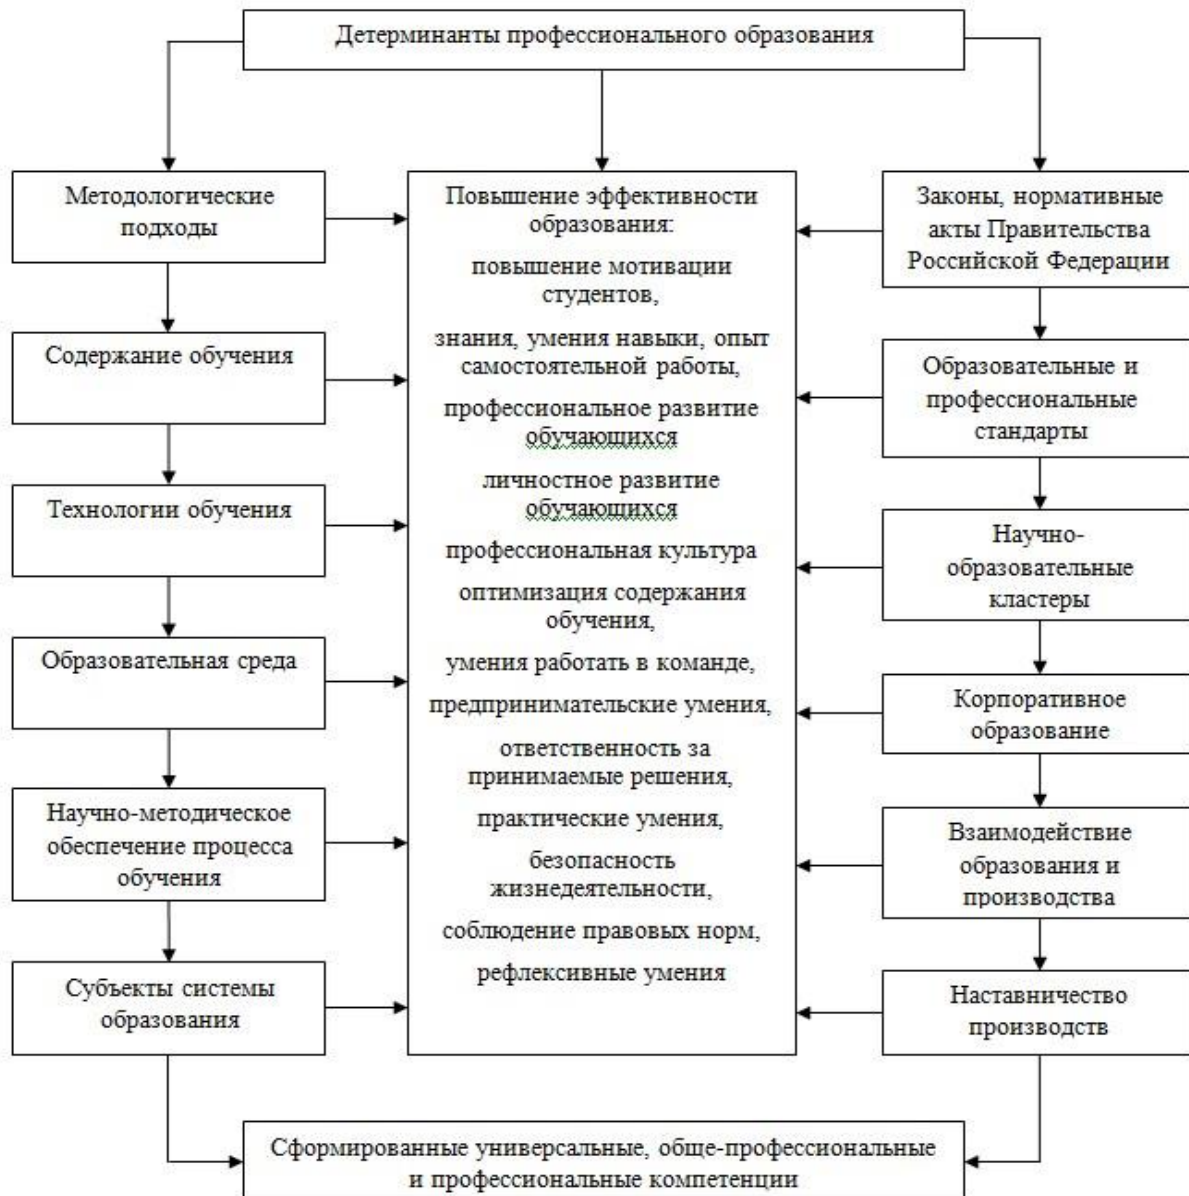 Детерминанты профессионального образования
Методологические
подходы
Содержание обучения
Технологии обучения
Образовательная среда
Научно-методическое
обеспечение процесса
обучения
Субъекты системы
образования
Повышение эффективности
образования:
повышение мотивации
студентов,
знания, умения навыки, опыт
самостоятельной работы,
профессиональное развитие
обучающихся
личностное развитие
обучающихся
профессиональная культура
оптимизация содержания
обучения,
умения работать в команде,
предпринимательские умения,
ответственность за
принимаемые решения,
практические умения,
безопасность
жизнедеятельности,
соблюдение правовых норм,
рефлексивные умения
Законы, нормативные
акты Правительства
Российской Федерации
Образовательные и
профессиональные
стандарты
Научно-
образовательные
кластеры
Корпоративное
образование
Взаимодействие
образования и
производства
Наставничество
производств
Сформированные универсальные, обще-профессиональные
и профессиональные компетенции